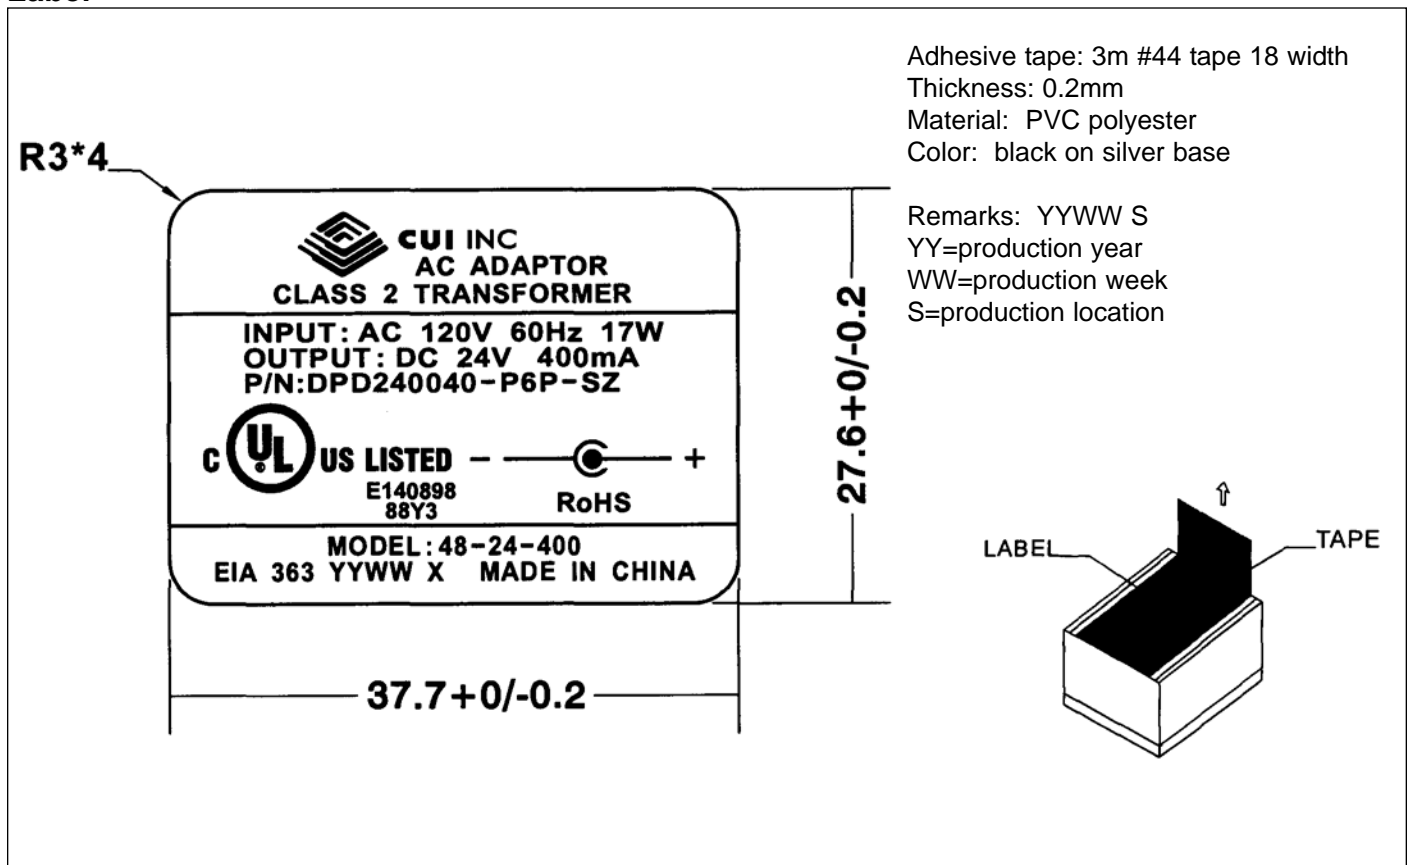 Label
Adhesive tape: 3m #44 tape 18 width
Thickness: 0.2mm
Material: PVC polyester
Color: black on silver base
Remarks: YYWW S
YY=production year
WW=production week
S=production location
R3*4
CUI INC
AC ADAPTOR
CLASS 2 TRANSFORMER
INPUT: AC 120V 60Hz 17W
OUTPUT: DC 24V 400mA
P/N:DPD240040-P6P-SZ
C UL ® US LISTED - +
E140898
88Y3
RoHS
MODEL:48-24-400
EIA 363 YYWW X MADE IN CHINA
27.6+0/-0.2
37.7+0/-0.2
LABEL
TAPE